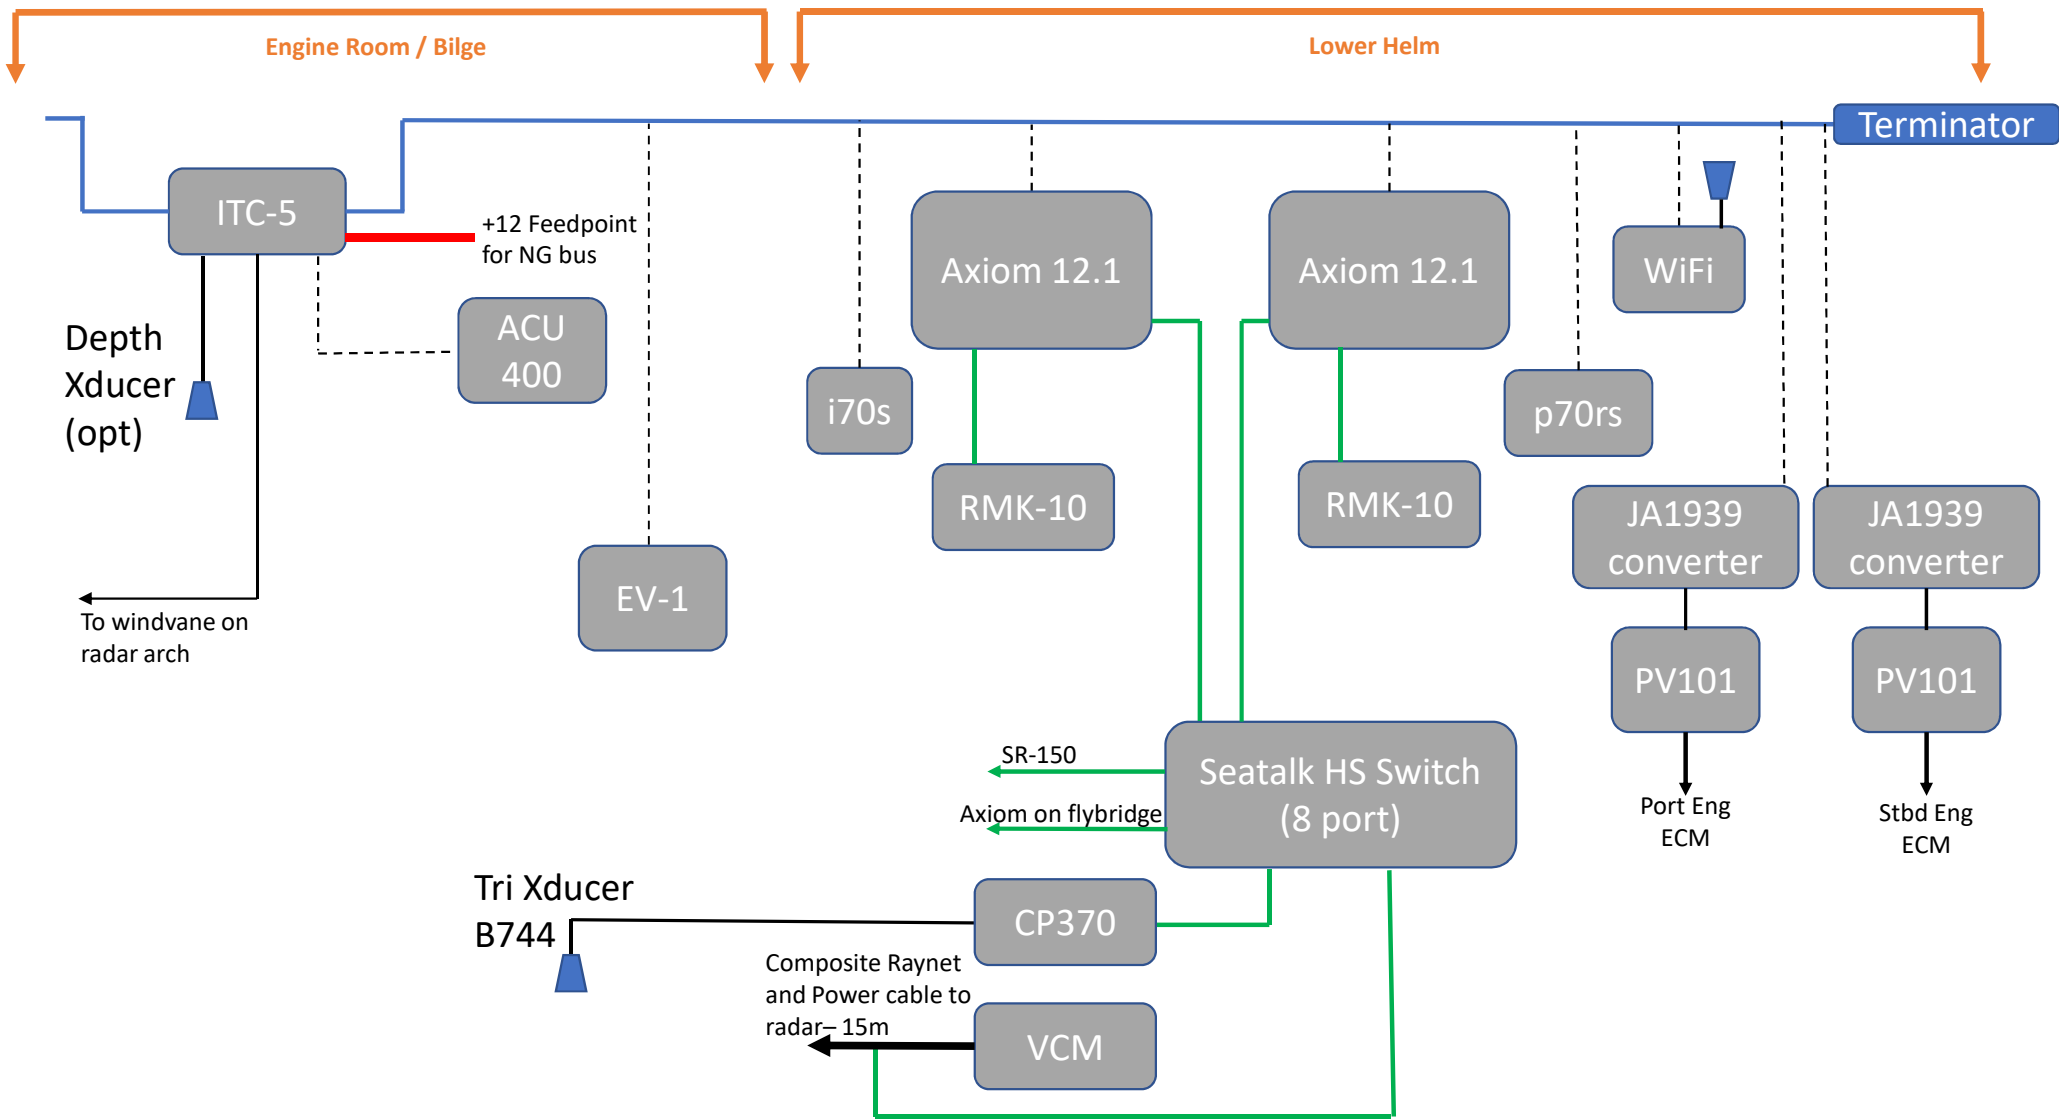 Engine Room / Bilge
Lower Helm
Terminator
ITC-5
+12 Feedpoint
for NG bus
Axiom 12.1
Axiom 12.1
WiFi
Depth
Xducer
(opt)
ACU
400
i70s
p70rs
RMK-10
RMK-10
JA1939
converter
JA1939
converter
EV-1
To windvane on
radar arch
PV101
PV101
SR-150
Axiom on flybridge
Seatalk HS Switch
(8 port)
Port Eng
ECM
Stbd Eng
ECM
Tri Xducer
B744
CP370
Composite Raynet
and Power cable to
radar– 15m
VCM